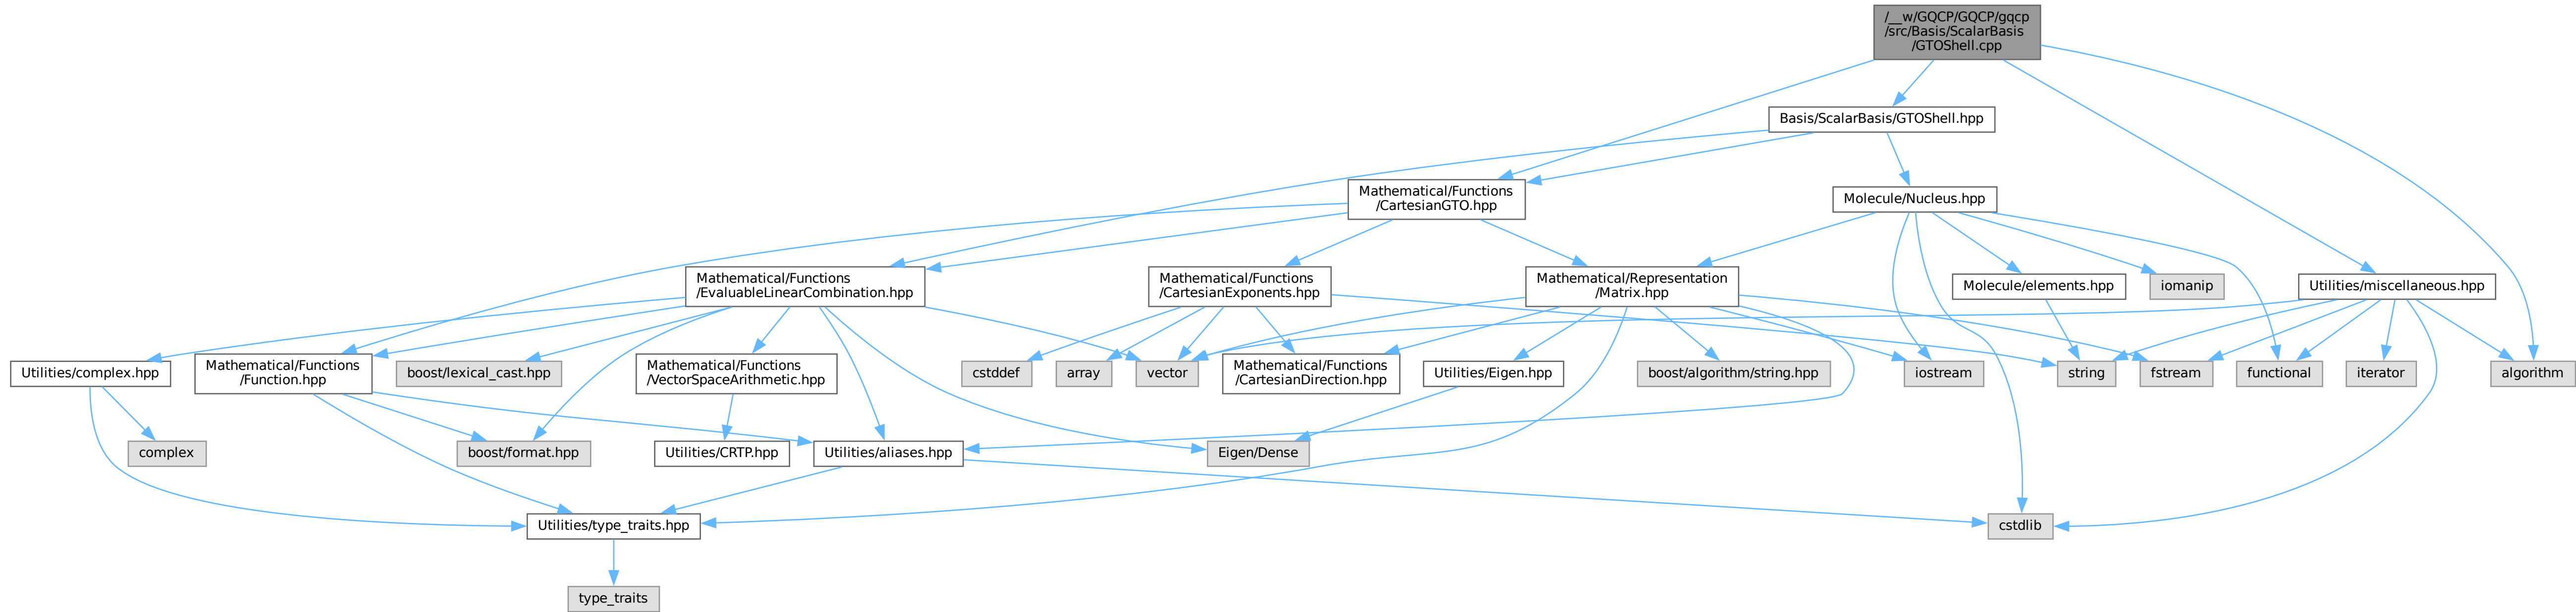 /__w/GQCP/GQCP/gqcp
/src/Basis/ScalarBasis
/GTOShell.cpp
Basis/ScalarBasis/GTOShell.hpp
Mathematical/Functions
/CartesianGTO.hpp
Molecule/Nucleus.hpp
Mathematical/Functions
/EvaluableLinearCombination.hpp
Mathematical/Functions
/CartesianExponents.hpp
Mathematical/Representation
/Matrix.hpp
Molecule/elements.hpp
iomanip
Utilities/miscellaneous.hpp
Utilities/complex.hpp
Mathematical/Functions
/Function.hpp
boost/lexical_cast.hpp
Mathematical/Functions
/VectorSpaceArithmetic.hpp
cstddef
array
vector
Mathematical/Functions
/CartesianDirection.hpp
Utilities/Eigen.hpp
boost/algorithm/string.hpp
iostream
string
fstream
functional
iterator
algorithm
complex
boost/format.hpp
Utilities/CRTP.hpp
Utilities/aliases.hpp
Eigen/Dense
Utilities/type_traits.hpp
cstdlib
type_traits